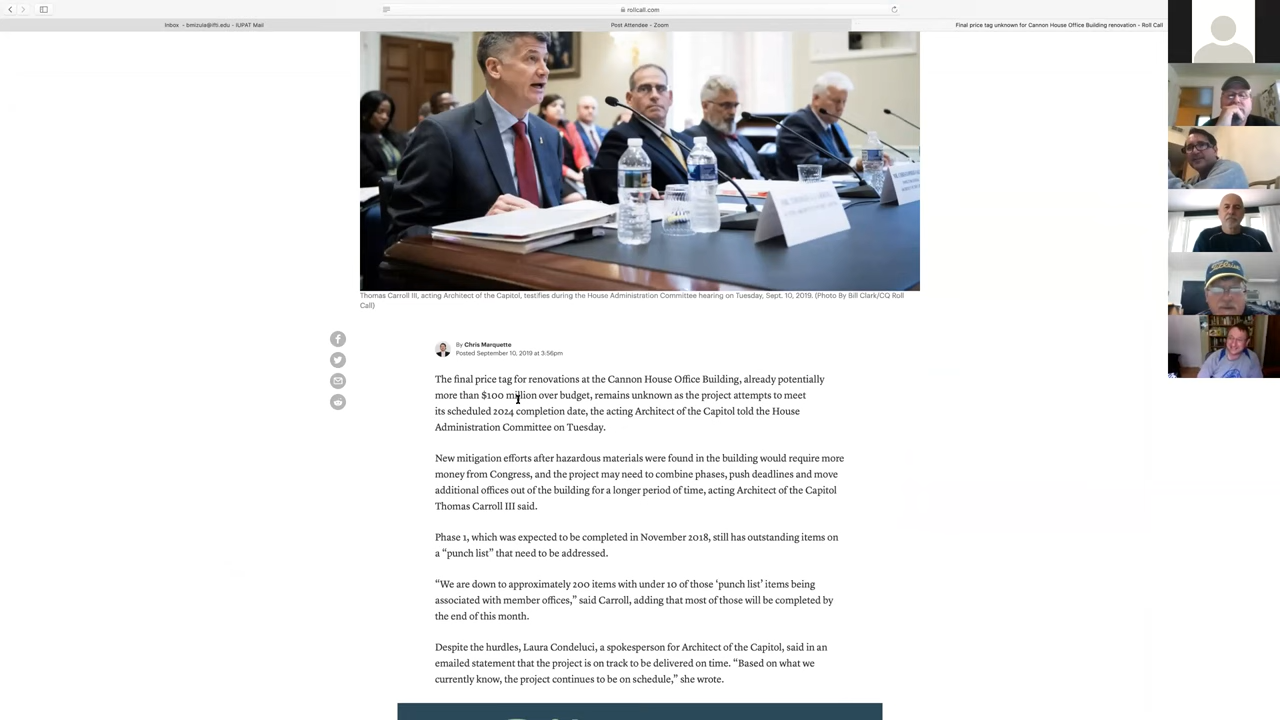 rollcall.com
Inbox - bmizula@ifti.edu - IUPAT Mail
Post Attendee - Zoom
Final price tag unknown for Cannon House Office Building renovation - Roll Call
Thomas Carroll III, acting Architect of the Capitol, testifies during the House Administration Committee hearing on Tuesday, Sept. 10, 2019. (Photo By Bill Clark/CQ Roll
Call)
By Chris Marquette
Posted September 10, 2019 at 3:56pm
The final price tag for renovations at the Cannon House Office Building, already potentially
more than $100 million over budget, remains unknown as the project attempts to meet
its scheduled 2024 completion date, the acting Architect of the Capitol told the House
Administration Committee on Tuesday.
New mitigation efforts after hazardous materials were found in the building would require more
money from Congress, and the project may need to combine phases, push deadlines and move
additional offices out of the building for a longer period of time, acting Architect of the Capitol
Thomas Carroll III said.
Phase 1, which was expected to be completed in November 2018, still has outstanding items on
a “punch list” that need to be addressed.
“We are down to approximately 200 items with under 10 of those ‘punch list’ items being
associated with member offices,” said Carroll, adding that most of those will be completed by
the end of this month.
Despite the hurdles, Laura Condeluci, a spokesperson for Architect of the Capitol, said in an
emailed statement that the project is on track to be delivered on time. “Based on what we
currently know, the project continues to be on schedule,” she wrote.